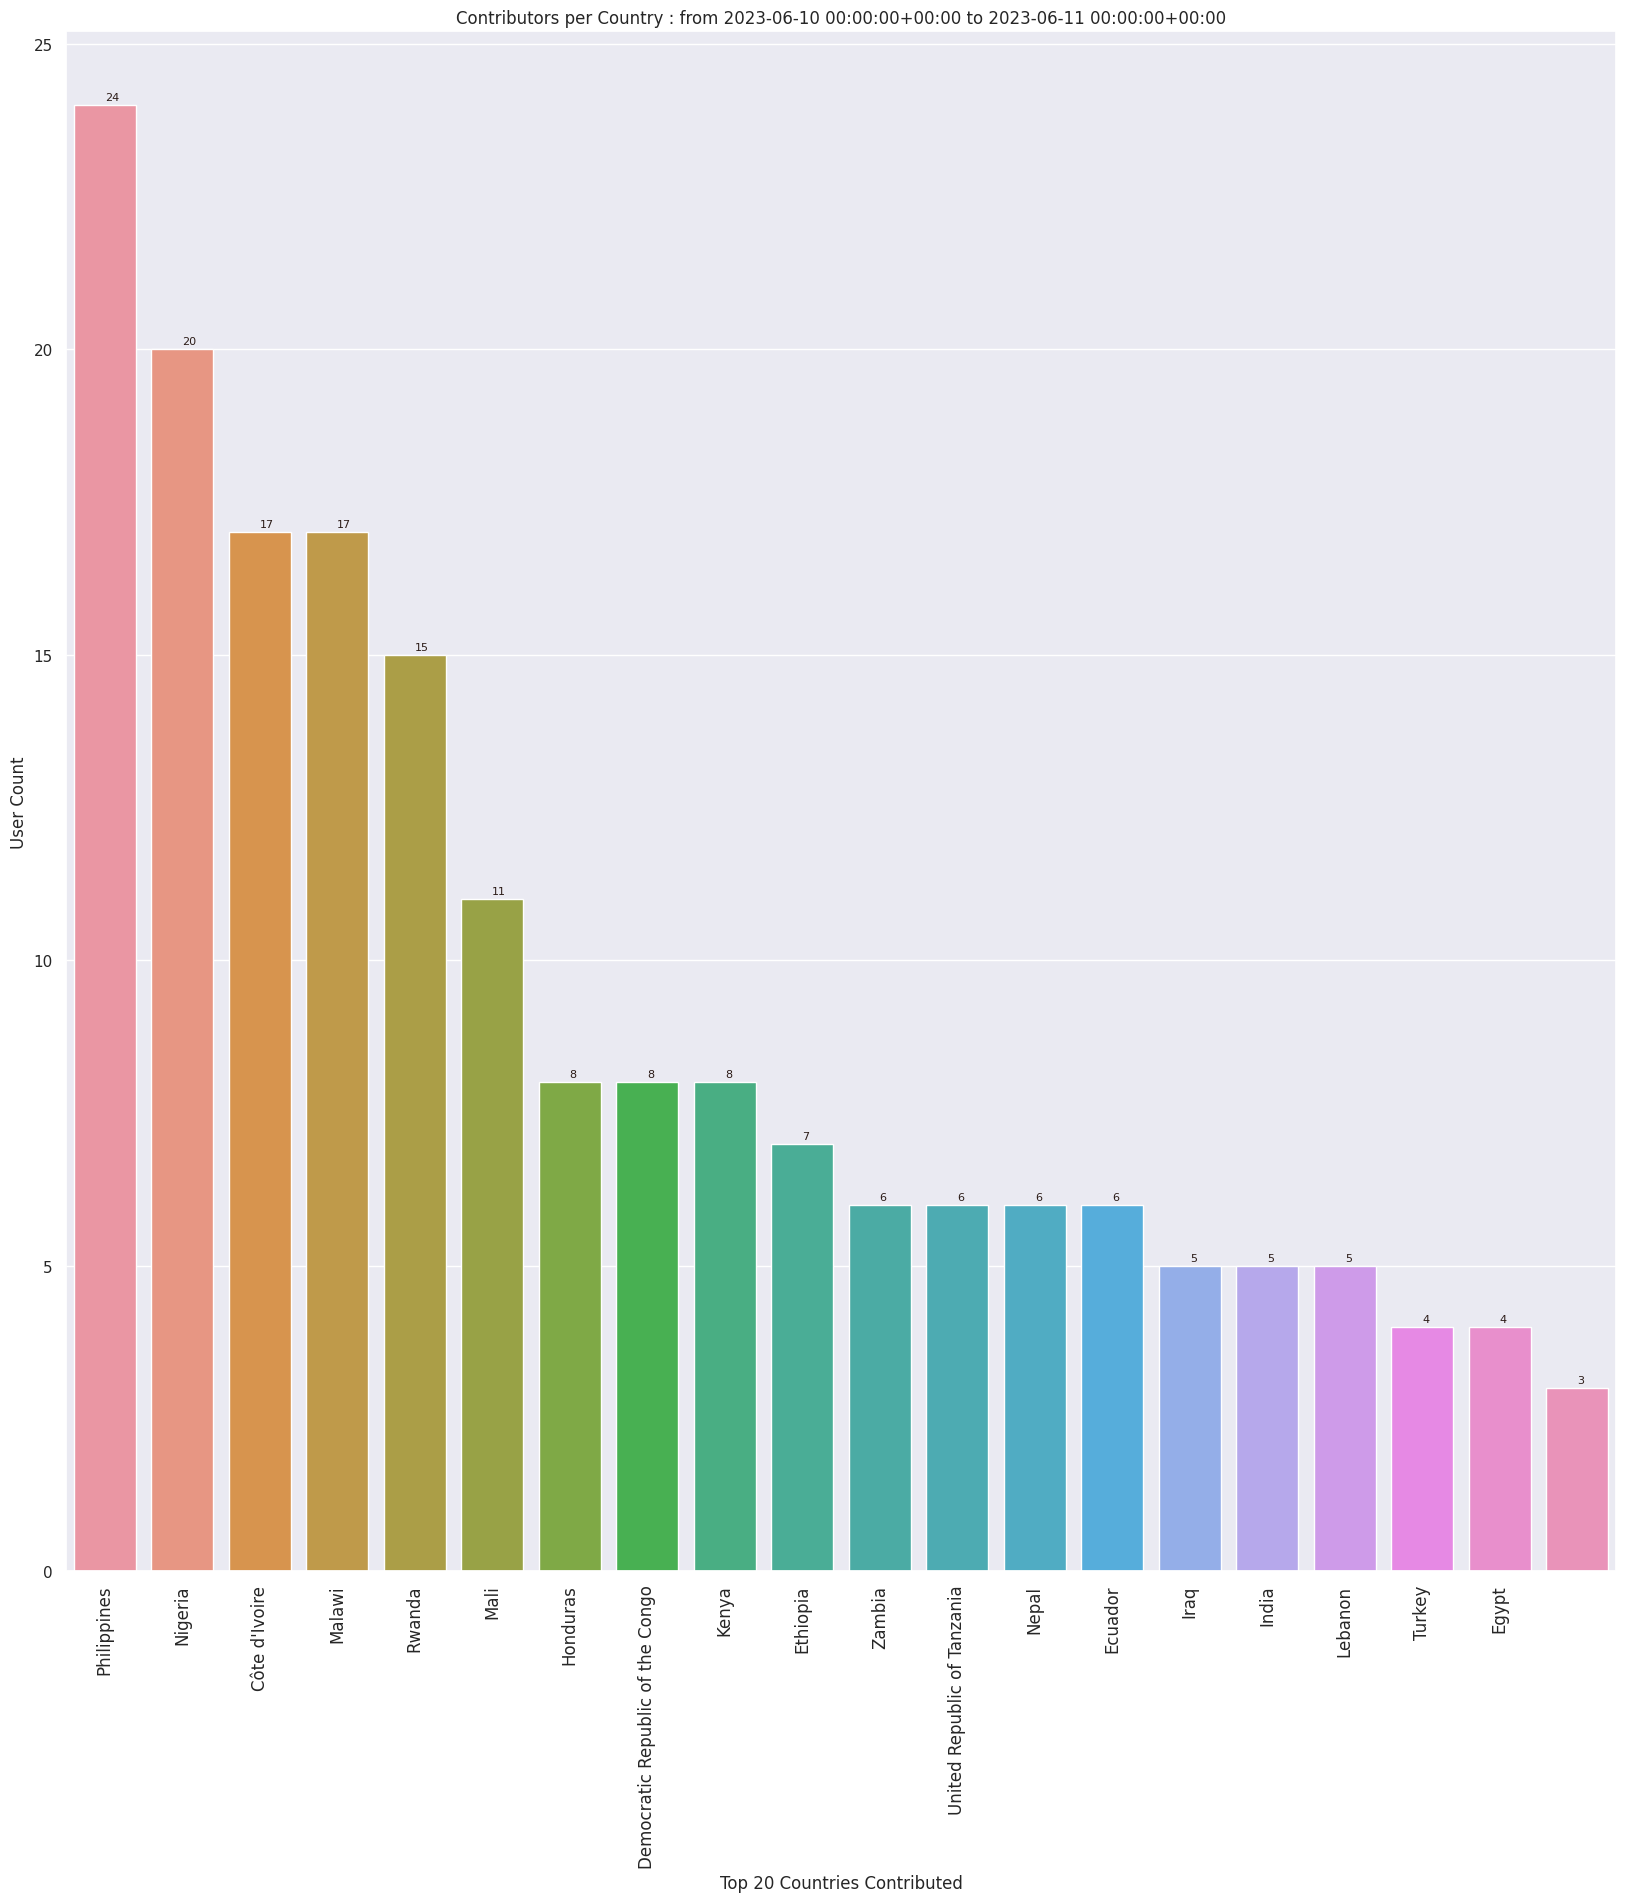 Contributors per Country : from 2023-06-10 00:00:00+00:00 to 2023-06-11 00:00:00+00:00
25
20
15
10
5
0
User Count
24
20
17
17
15
11
8
8
8
7
6
6
6
6
5
5
5
4
4
3
Philippines
Nigeria
Côte d'Ivoire
Malawi
Rwanda
Mali
Honduras
Democratic Republic of the Congo
Kenya
Ethiopia
Zambia
United Republic of Tanzania
Nepal
Ecuador
Iraq
India
Lebanon
Turkey
Egypt
Top 20 Countries Contributed